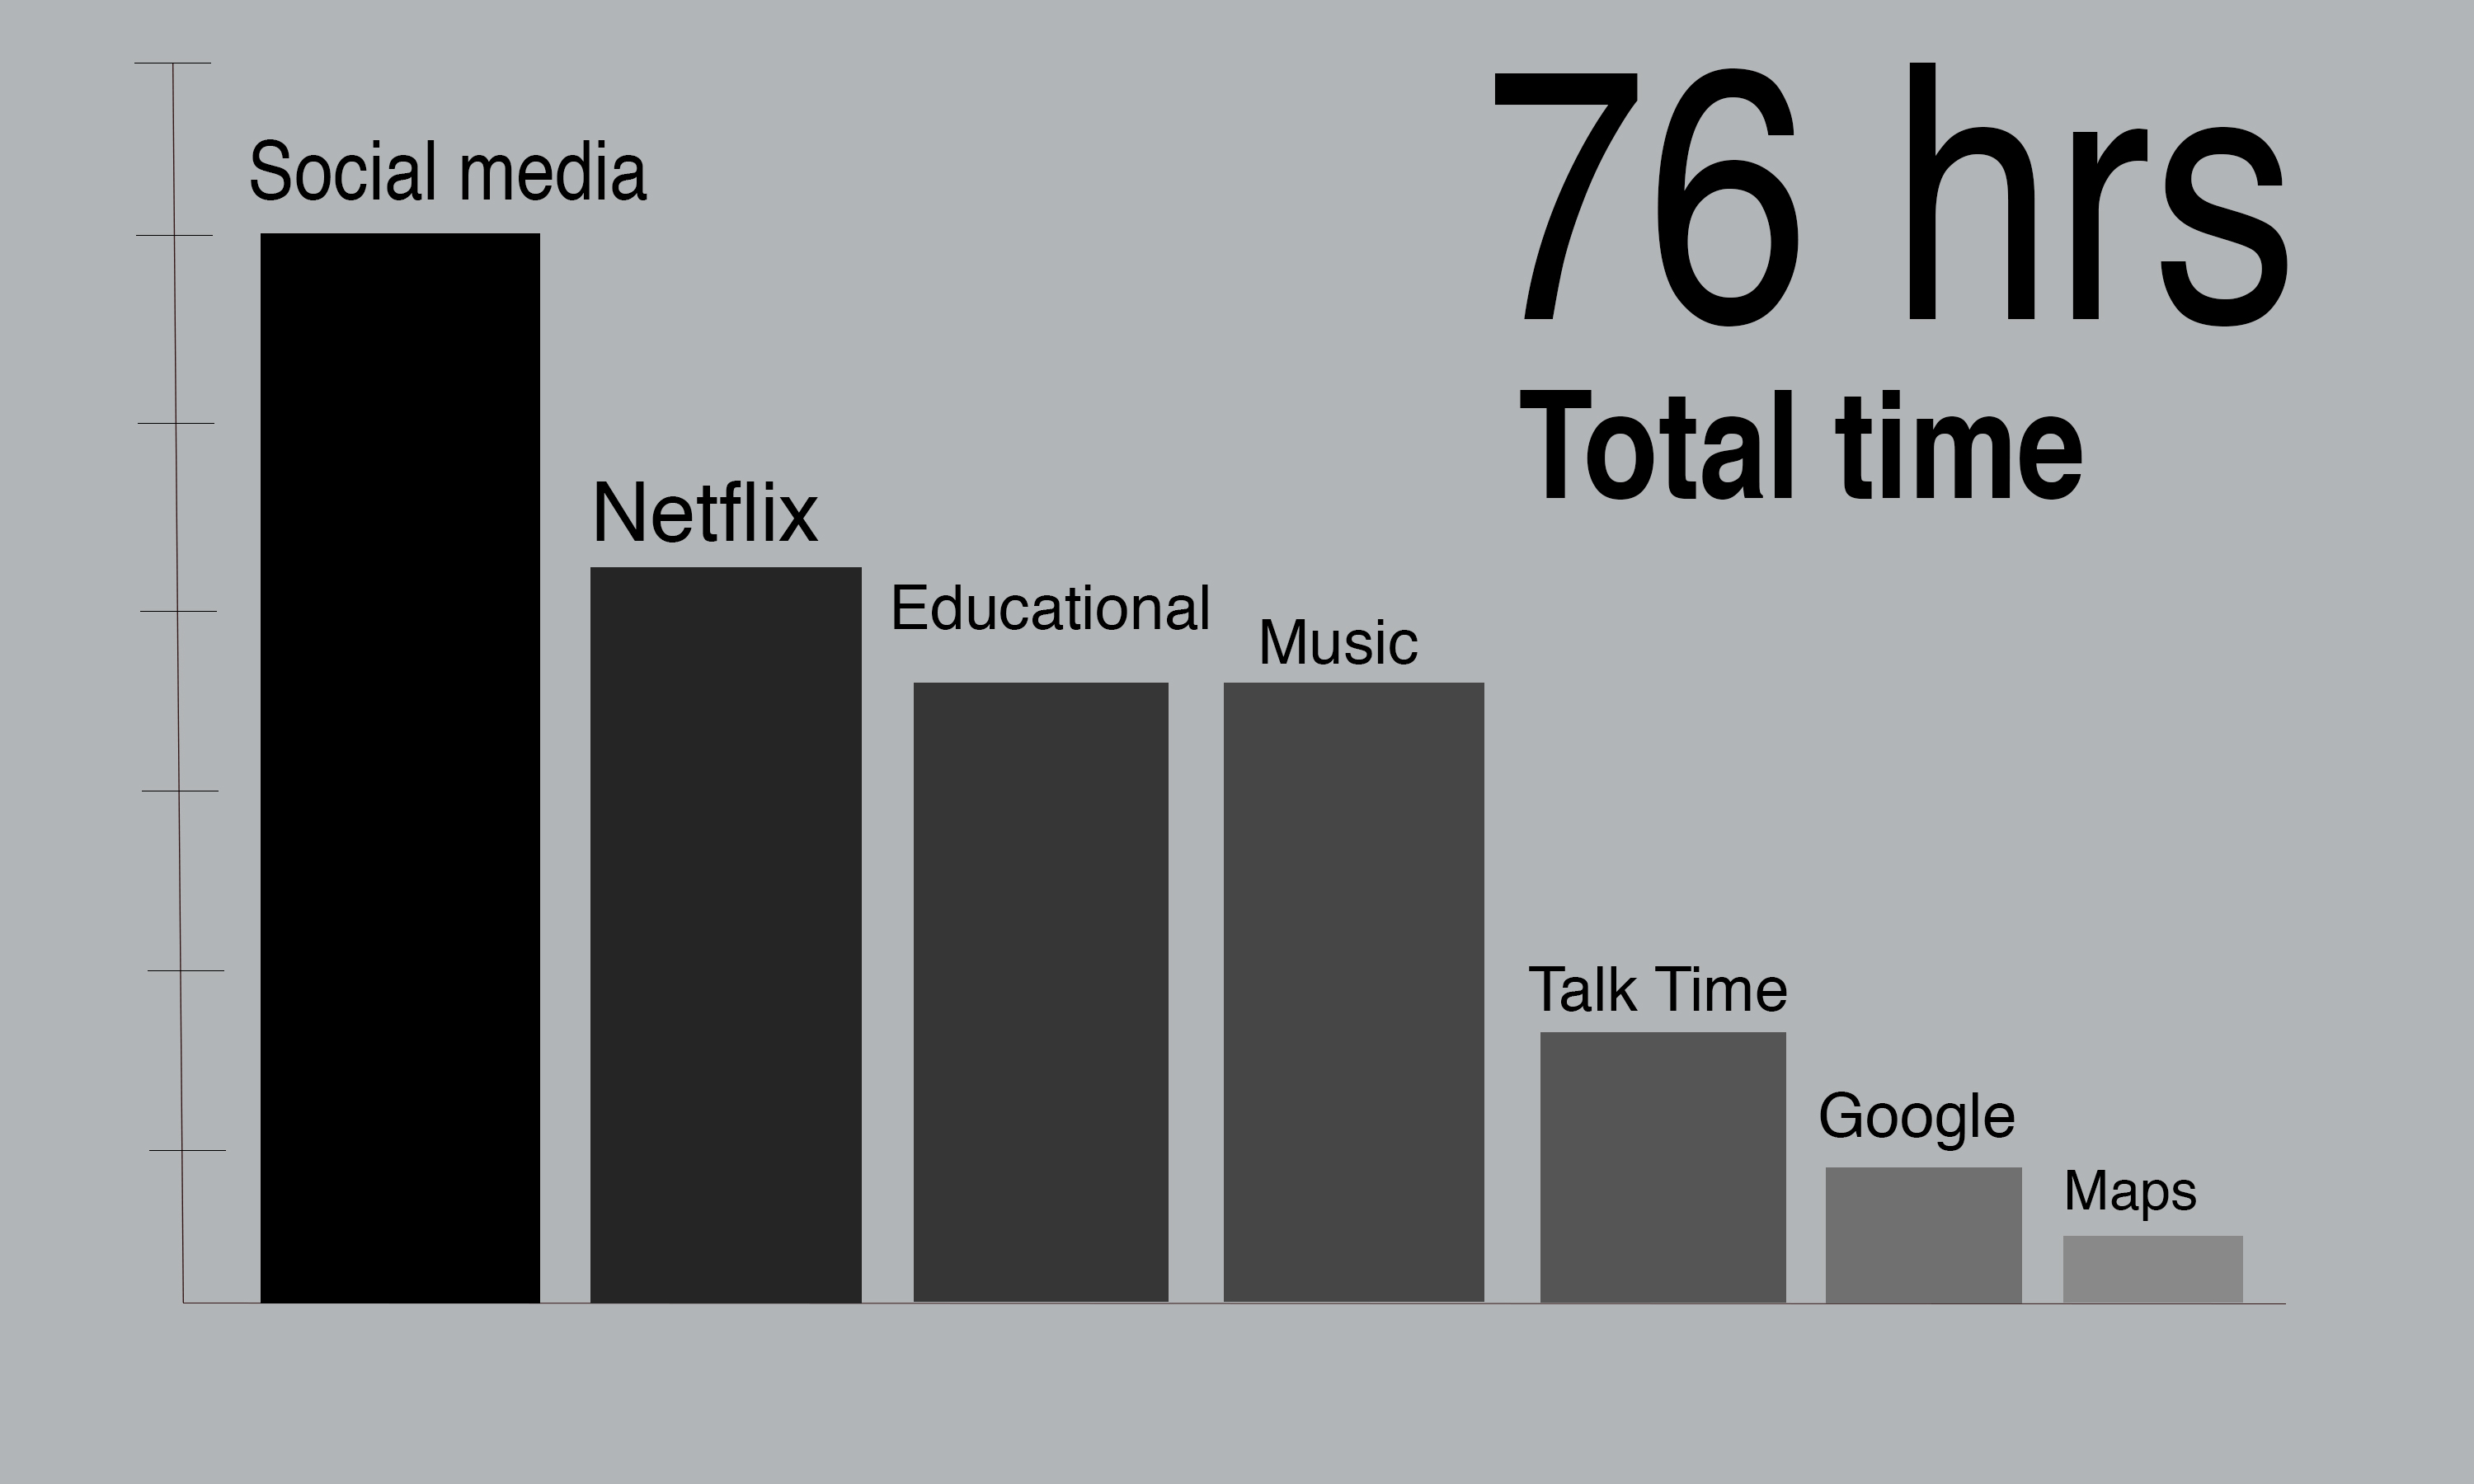 76 hrs
Total time
Social media
Netflix
Educational
Music
Talk Time
Google
Maps